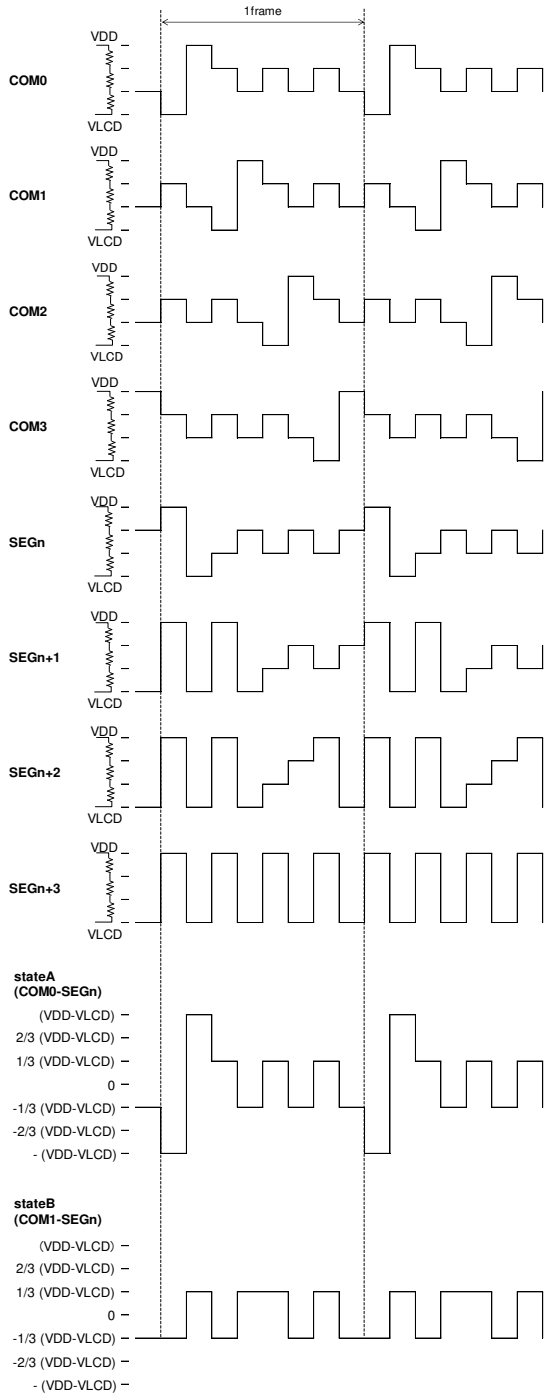 1frame
VDD
COM0
VLCD
VDD
COM1
VLCD
VDD
COM2
VLCD
VDD
COM3
VLCD
VDD
SEGn
VLCD
VDD
SEGn+1
VLCD
VDD
SEGn+2
VLCD
VDD
SEGn+3
VLCD
stateA
(COM0-SEGn)
(VDD-VLCD)
2/3 (VDD-VLCD)
1/3 (VDD-VLCD)
0
-1/3 (VDD-VLCD)
-2/3 (VDD-VLCD)
- (VDD-VLCD)
stateB
(COM1-SEGn)
(VDD-VLCD)
2/3 (VDD-VLCD)
1/3 (VDD-VLCD)
0
-1/3 (VDD-VLCD)
-2/3 (VDD-VLCD)
- (VDD-VLCD)